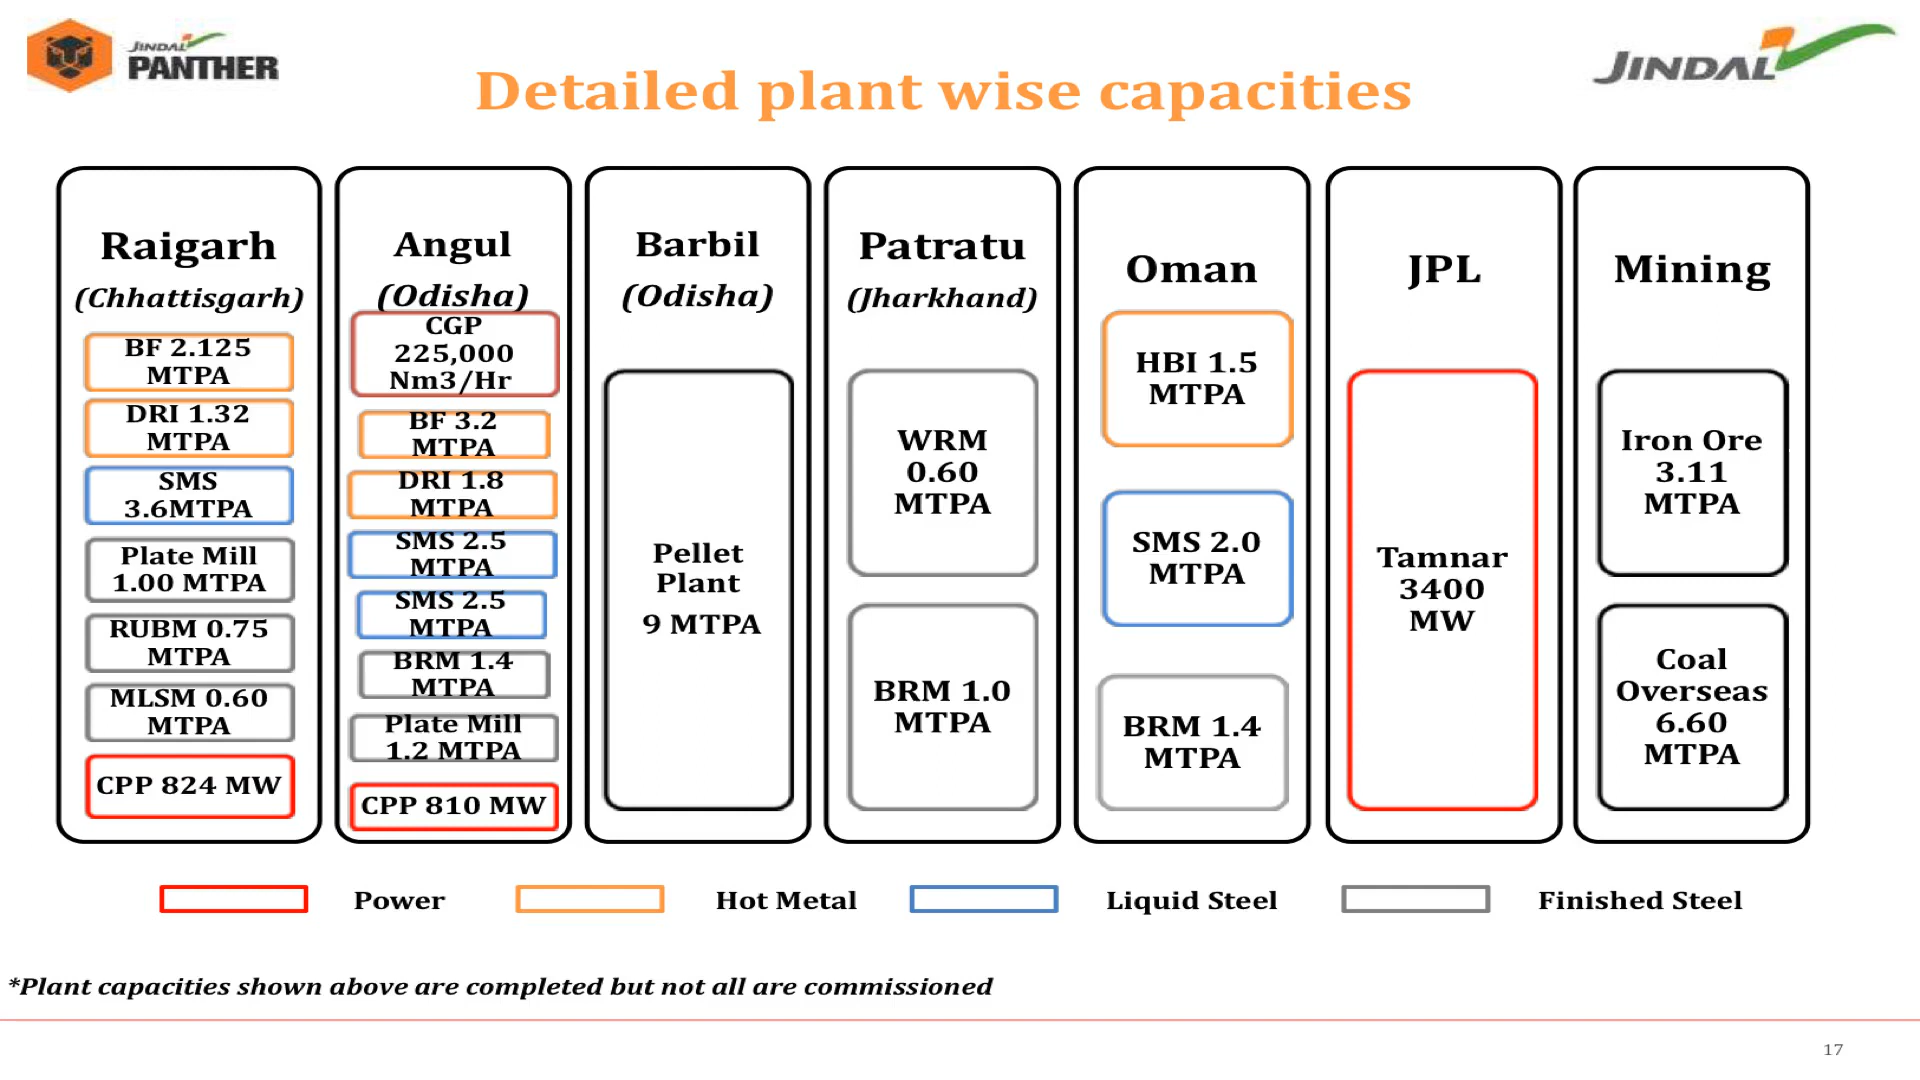 JINDAL
PANTHER
JINDAL
Detailed plant wise capacities
Raigarh
(Chhattisgarh)
BF 2.125
MTPA
DRI 1.32
MTPA
SMS
3.6MTPA
Plate Mill
1.00 MTPA
RUBM 0.75
MTPA
MLSM 0.60
MTPA
CPP 824 MW
Angul
(Odisha)
CGP
225,000
Nm3/Hr
BF 3.2
MTPA
DRI 1.8
MTPA
SMS 2.5
MTPA
SMS 2.5
MTPA
BRM 1.4
MTPA
Plate Mill
1.2 MTPA
CPP 810 MW
Barbil
(Odisha)
Pellet
Plant
9 MTPA
Patratu
(Jharkhand)
WRM
0.60
MTPA
BRM 1.0
MTPA
Oman
HBI 1.5
MTPA
SMS 2.0
MTPA
BRM 1.4
MTPA
JPL
Tamnar
3400
MW
Mining
Iron Ore
3.11
MTPA
Coal
Overseas
6.60
MTPA
Power
Hot Metal
Liquid Steel
Finished Steel
*Plant capacities shown above are completed but not all are commissioned
17